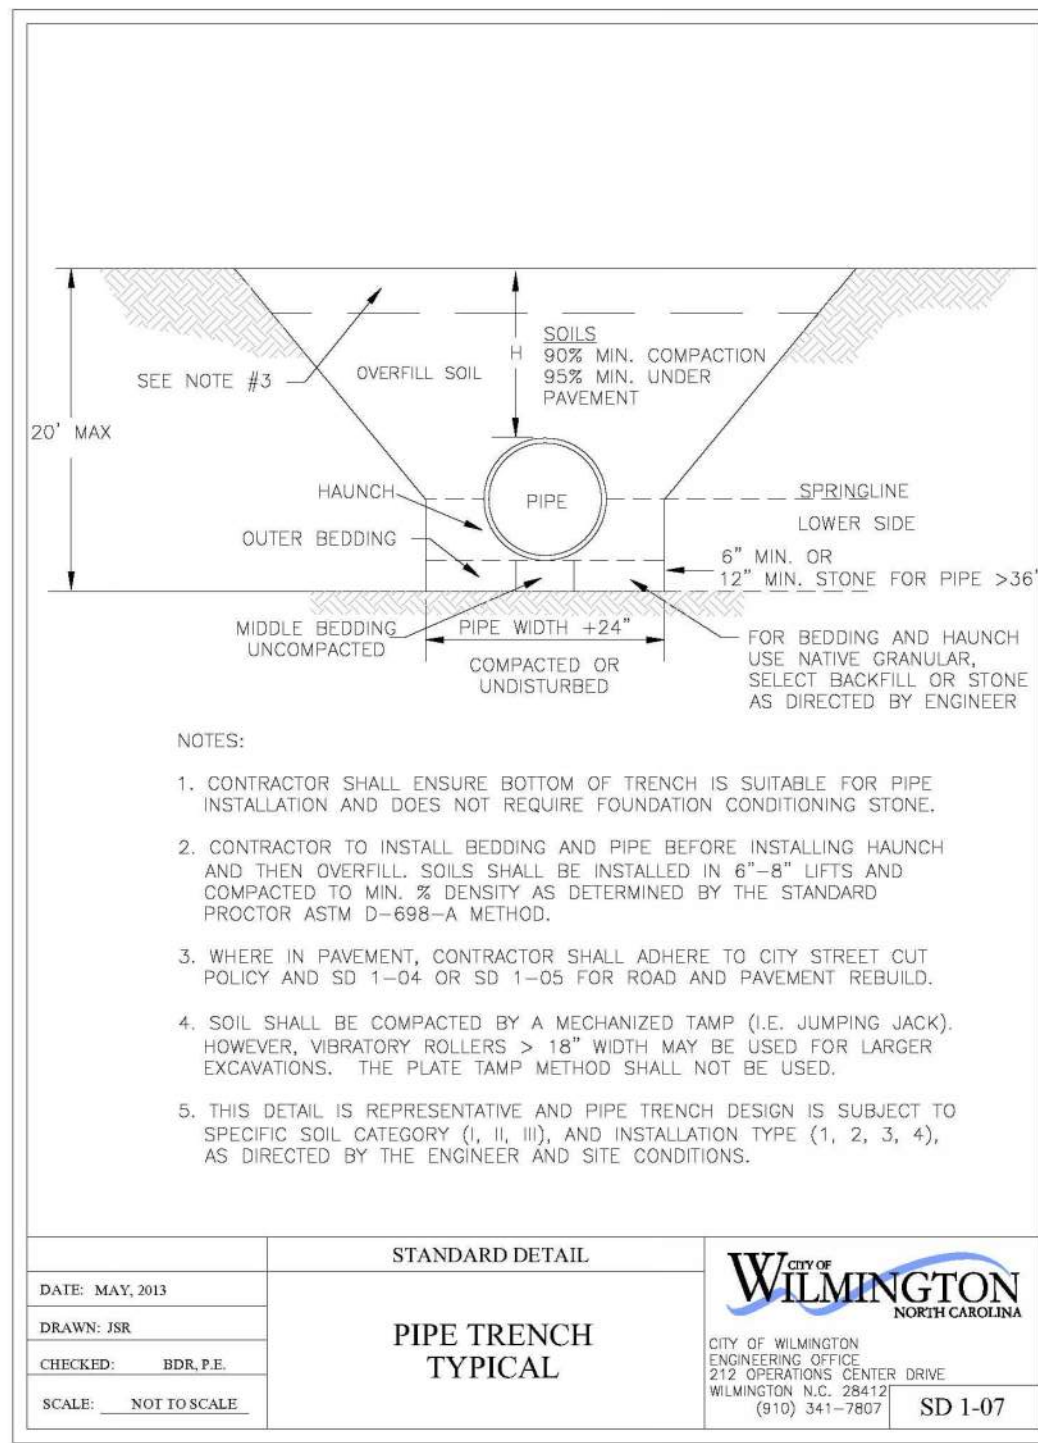 SOILS
H 90% MIN. COMPACTION
95% MIN. UNDER
PAVEMENT
OVERFILL SOIL
SEE NOTE #3
20' MAX
HAUNCH
PIPE
SPRINGLINE
OUTER BEDDING
LOWER SIDE
6" MIN. OR
12" MIN. STONE FOR PIPE >36"
MIDDLE BEDDING
UNCOMPACTED
PIPE WIDTH +24"
COMPACTED OR
UNDISTURBED
FOR BEDDING AND HAUNCH
USE NATIVE GRANULAR,
SELECT BACKFILL OR STONE
AS DIRECTED BY ENGINEER
NOTES:
1. CONTRACTOR SHALL ENSURE BOTTOM OF TRENCH IS SUITABLE FOR PIPE
INSTALLATION AND DOES NOT REQUIRE FOUNDATION CONDITIONING STONE.
2. CONTRACTOR TO INSTALL BEDDING AND PIPE BEFORE INSTALLING HAUNCH
AND THEN OVERFILL. SOILS SHALL BE INSTALLED IN 6"-8" LIFTS AND
COMPACTED TO MIN. % DENSITY AS DETERMINED BY THE STANDARD
PROCTOR ASTM D-698-A METHOD.
3. WHERE IN PAVEMENT, CONTRACTOR SHALL ADHERE TO CITY STREET CUT
POLICY AND SD 1-04 OR SD 1-05 FOR ROAD AND PAVEMENT REBUILD.
4. SOIL SHALL BE COMPACTED BY A MECHANIZED TAMP (I.E. JUMPING JACK).
HOWEVER, VIBRATORY ROLLERS > 18" WIDTH MAY BE USED FOR LARGER
EXCAVATIONS. THE PLATE TAMP METHOD SHALL NOT BE USED.
5. THIS DETAIL IS REPRESENTATIVE AND PIPE TRENCH DESIGN IS SUBJECT TO
SPECIFIC SOIL CATEGORY (I, II, III), AND INSTALLATION TYPE (1, 2, 3, 4),
AS DIRECTED BY THE ENGINEER AND SITE CONDITIONS.
DATE: MAY, 2013
DRAWN: JSR
CHECKED: BDR, P.E.
SCALE: NOT TO SCALE
STANDARD DETAIL
PIPE TRENCH
TYPICAL
CITY OF
WILMINGTON
NORTH CAROLINA
CITY OF WILMINGTON
ENGINEERING OFFICE
212 OPERATIONS CENTER DRIVE
WILMINGTON N.C. 28412
(910) 341-7807
SD 1-07